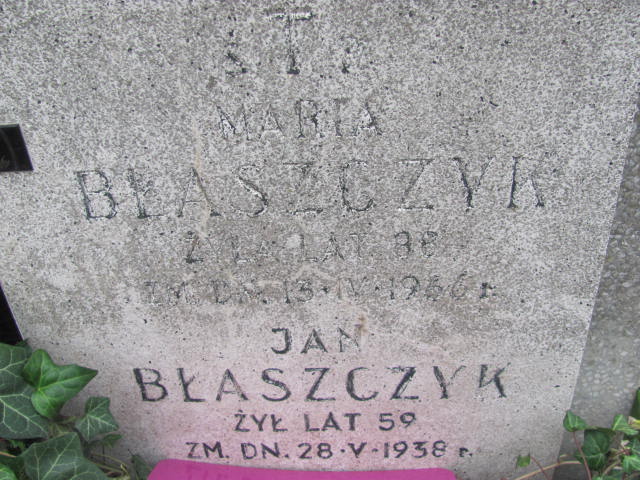 Ś.T.P.
MARIA
BŁASZCZYK
ŻYŁA LAT 88
ZM. DN. 13·IV·1966 r.
JAN
BŁASZCZYK
ŻYŁ LAT 59
ZM. DN. 28·V·1938 r.